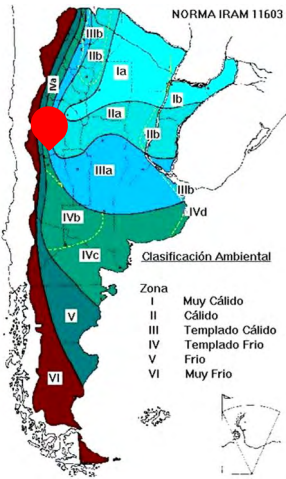 NORMA IRAM 11603
IIIb
IIb
IVa
Ia
Ib
IIa
IIb
IIIa
IIIb
IVd
IVb
IVc
V
VI
Clasificación Ambiental
Zona
I Muy Cálido
II Cálido
III Templado Cálido
IV Templado Frio
V Frio
VI Muy Frio